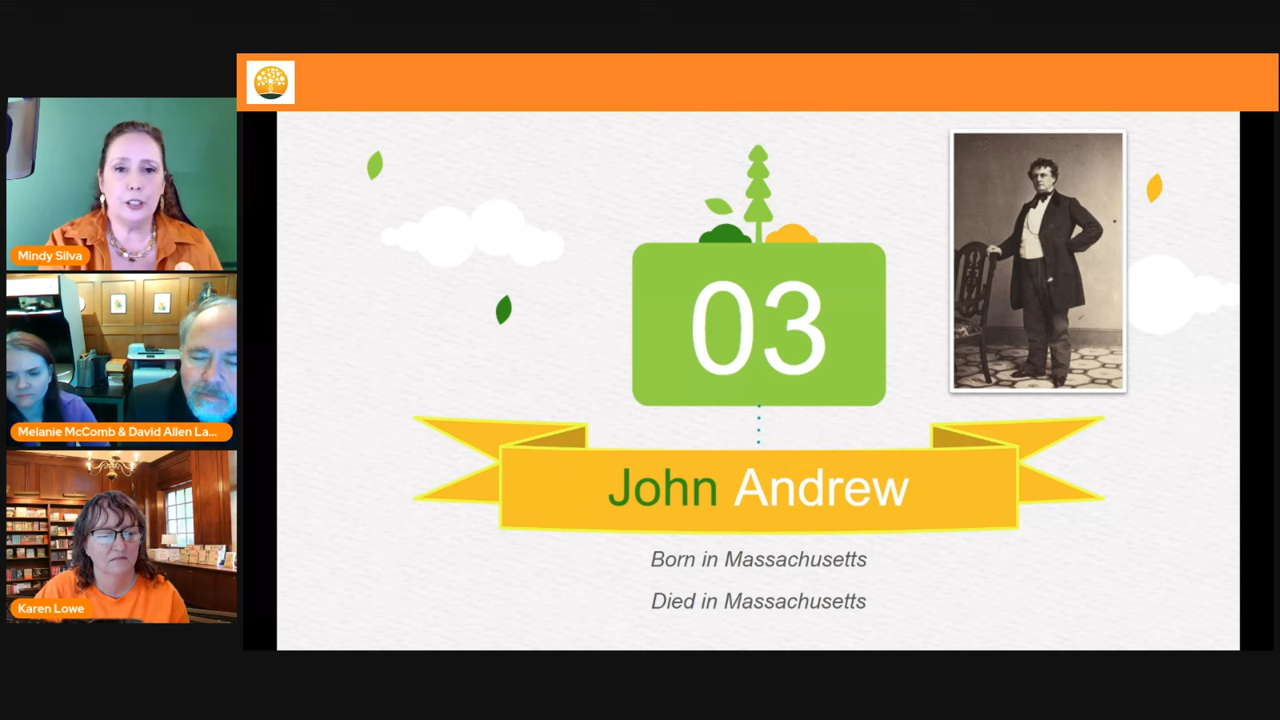 Mindy Silva
Melanie McComb & David Allen La...
Karen Lowe
03
John Andrew
Born in Massachusetts
Died in Massachusetts